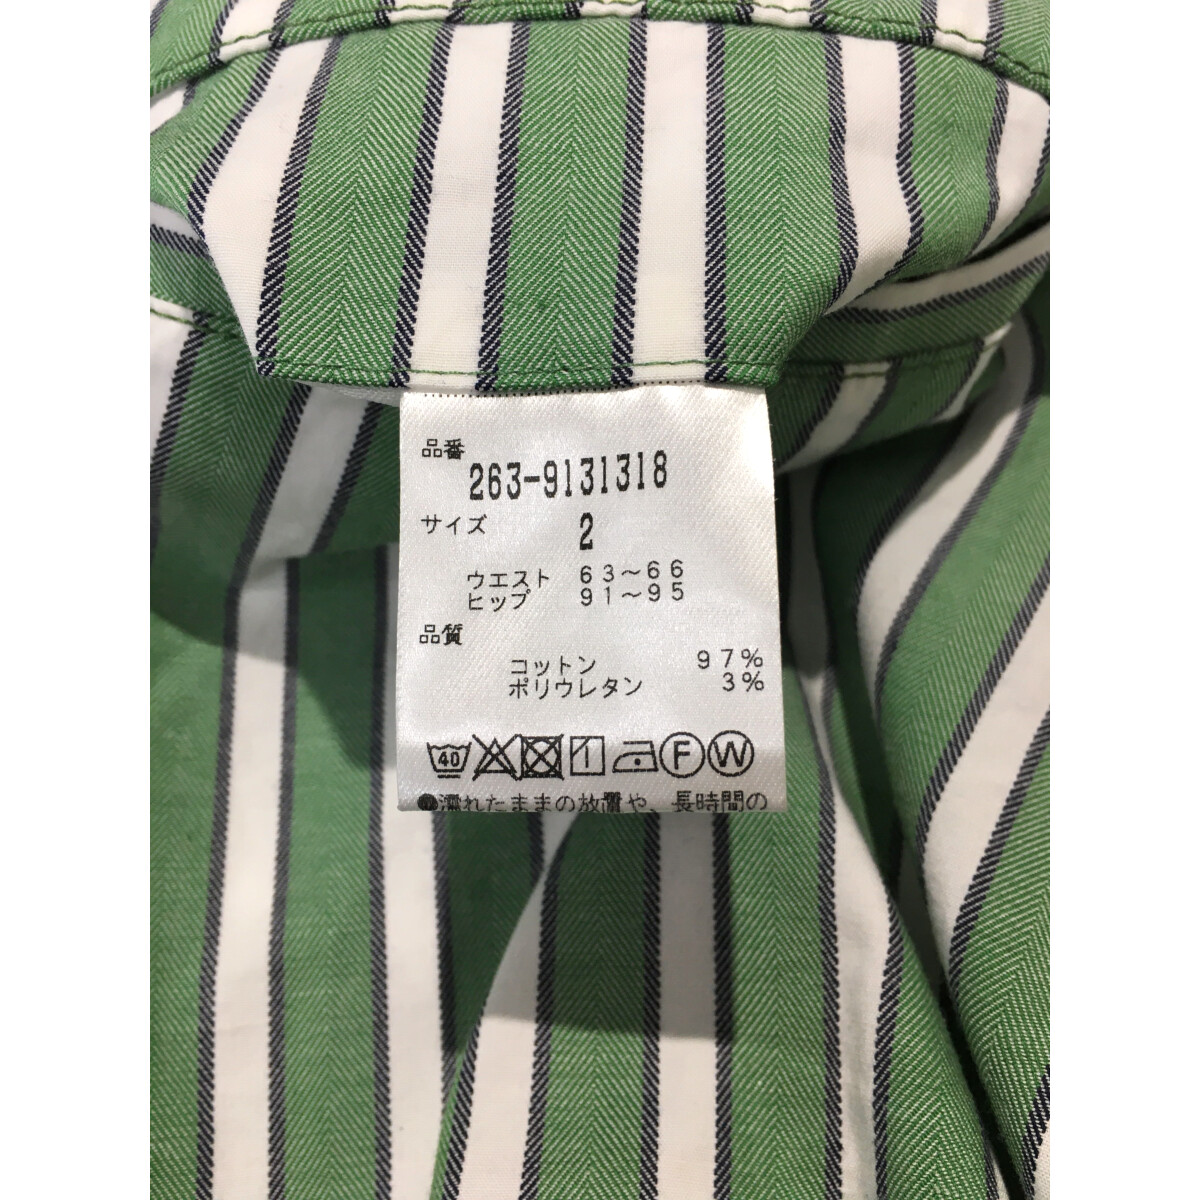 品番
263-9131318
サイズ 2
ウエスト 63～66
ヒップ 91～95
品質
コットン 97%
ポリウレタン 3%
40 F W
●濡れたままの放置や、長時間の